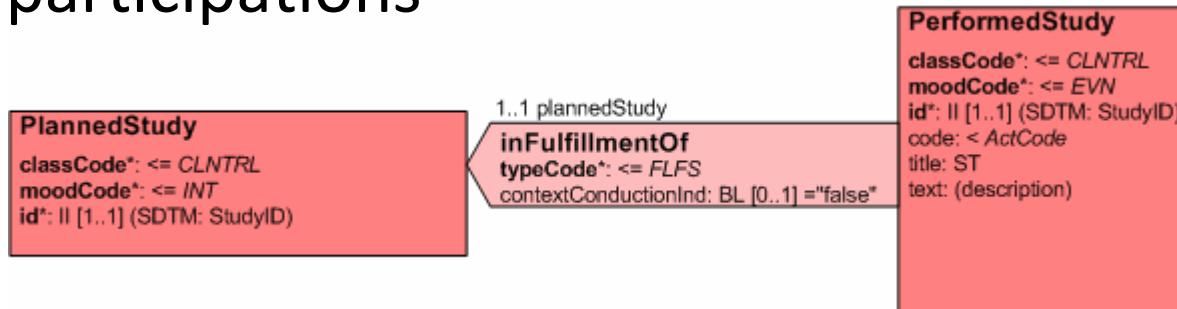 participations
PlannedStudy
classCode*: <= CLNTRL
moodCode*: <= INT
id*: II [1..1] (SDTM: StudyID)
1..1 plannedStudy
inFulfillmentOf
typeCode*: <= FLFS
contextConductionInd: BL [0..1] ="false"
PerformedStudy
classCode*: <= CLNTRL
moodCode*: <= EVN
id*: II [1..1] (SDTM: StudyID)
code: < ActCode
title: ST
text: (description)